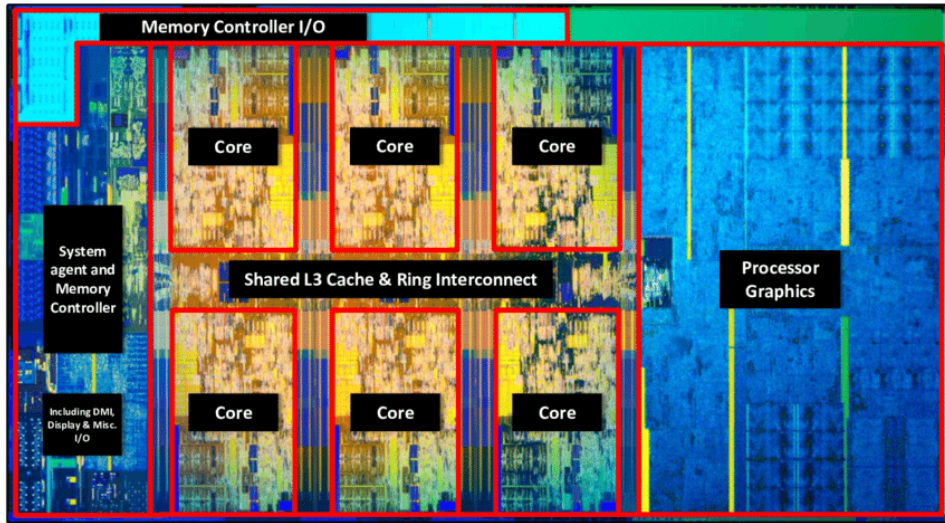 Memory Controller I/O
Core
Core
Core
System
agent and
Memory
Controller
Shared L3 Cache & Ring Interconnect
Processor
Graphics
Including DMI,
Display & Misc.
I/O
Core
Core
Core